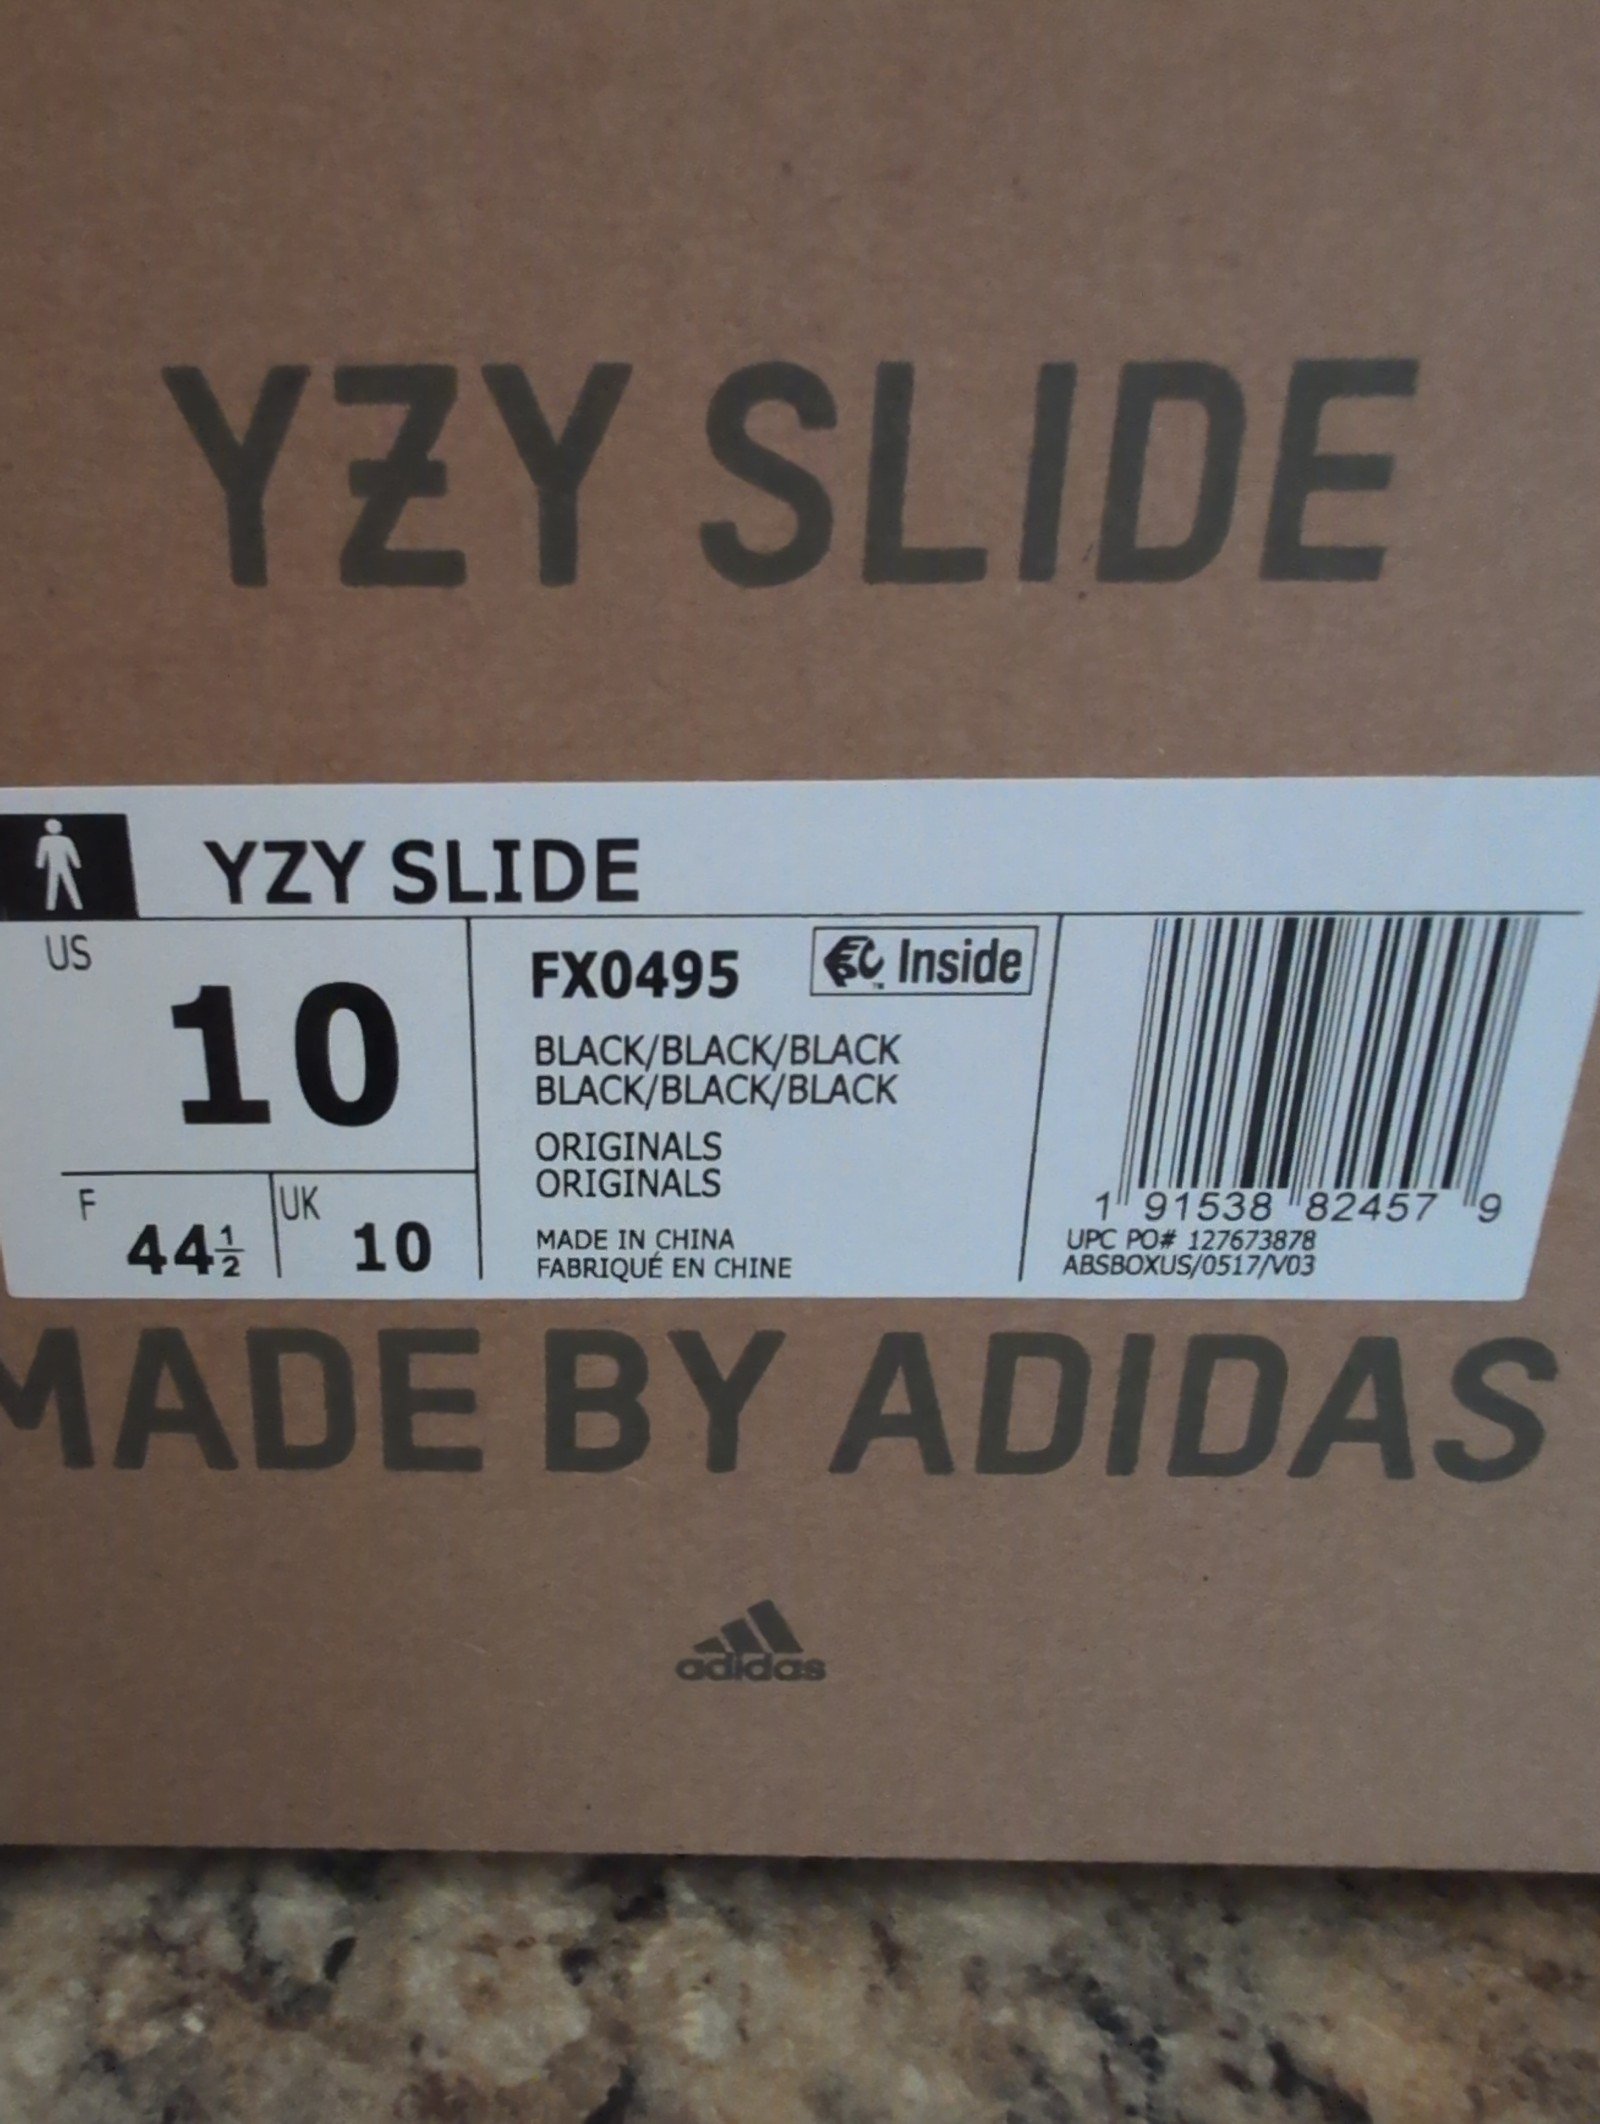 YZY SLIDE
YZY SLIDE
US
10
F
44½
UK
10
FX0495
Inside
BLACK/BLACK/BLACK
BLACK/BLACK/BLACK
ORIGINALS
ORIGINALS
MADE IN CHINA
FABRIQUÉ EN CHINE
1 91538 82457 9
UPC PO# 127673878
ABSBOXUS/0517/V03
MADE BY ADIDAS
adidas